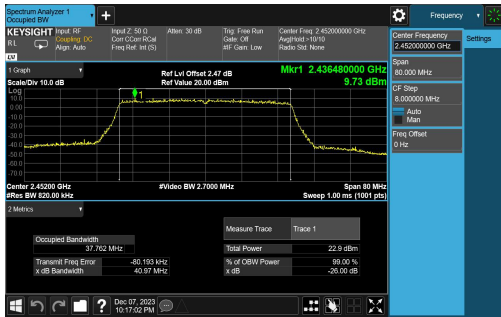 Spectrum Analyzer 1
Occupied BW
Frequency
KEYSIGHT
RL
Input: RF
Coupling: DC
Align: Auto
Input Z: 50 Ω
Corr CCorr RCal
Freq Ref: Int (S)
Atten: 30 dB
Trig: Free Run
Gate: Off
#IF Gain: Low
Center Freq: 2.452000000 GHz
Avg|Hold:>10/10
Radio Std: None
LV
Center Frequency
2.452000000 GHz
Settings
Span
80.000 MHz
CF Step
8.000000 MHz
Auto
Man
Freq Offset
0 Hz
1 Graph
Scale/Div 10.0 dB
Ref Lvl Offset 2.47 dB
Ref Value 20.00 dBm
Mkr1 2.436480000 GHz
9.73 dBm
Log
10.0
0.00
-10.0
-20.0
-30.0
-40.0
-50.0
-60.0
-70.0
1
Center 2.45200 GHz
#Res BW 820.00 kHz
#Video BW 2.7000 MHz
Span 80 MHz
Sweep 1.00 ms (1001 pts)
2 Metrics
Measure Trace
Trace 1
Occupied Bandwidth
37.762 MHz
Total Power
22.9 dBm
Transmit Freq Error
-80.193 kHz
% of OBW Power
99.00 %
x dB Bandwidth
40.97 MHz
x dB
-26.00 dB
?
Dec 07, 2023
10:17:02 PM